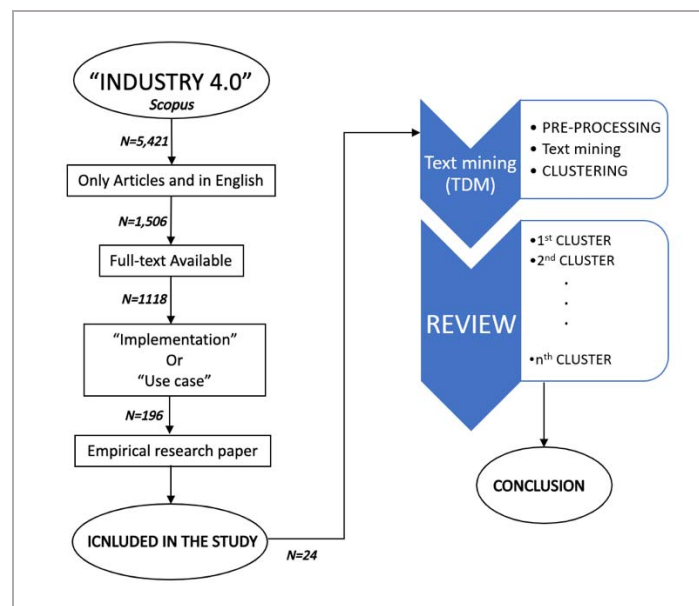 “INDUSTRY 4.0”
Scopus
N=5,421
Only Articles and in English
N=1,506
Full-text Available
N=1118
“Implementation”
Or
“Use case”
N=196
Empirical research paper
ICNLUDED IN THE STUDY
N=24
Text mining
(TDM)
• PRE-PROCESSING
• Text mining
• CLUSTERING
REVIEW
•1st CLUSTER
•2nd CLUSTER
.
.
.
.
•nth CLUSTER
CONCLUSION